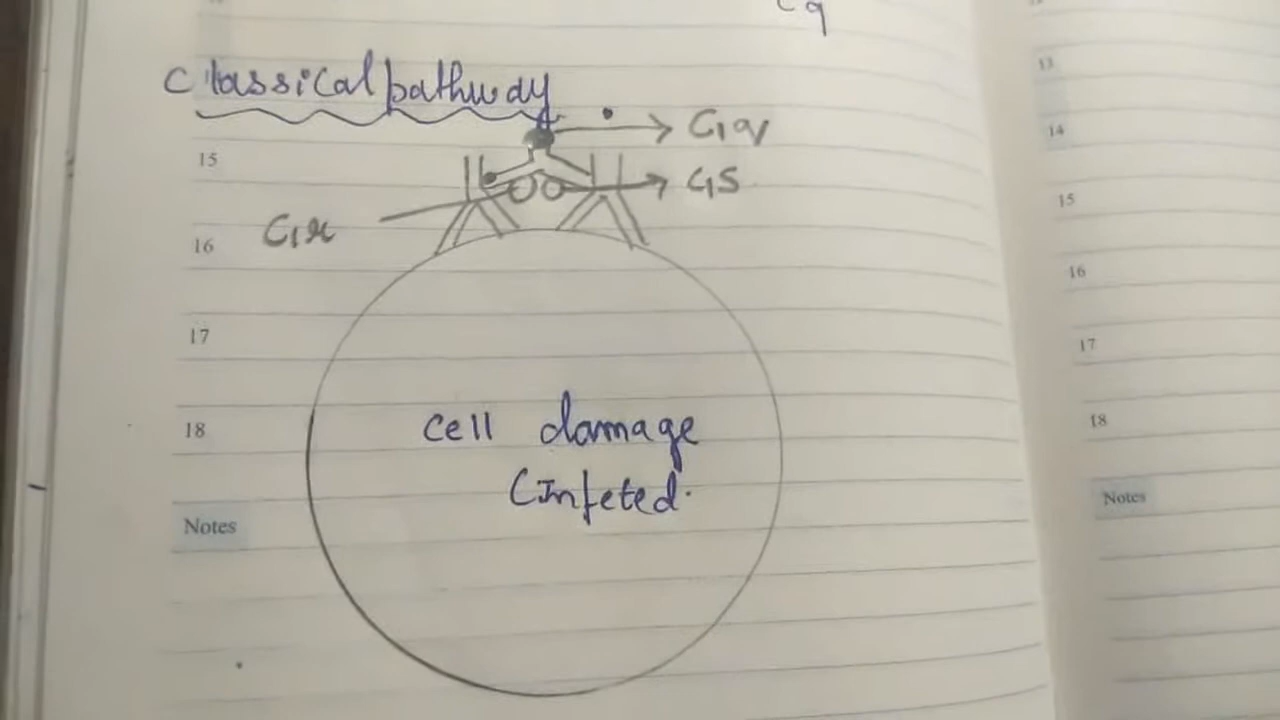 Classical pathway
C1q
C1s
C1r
cell damage
(Infeted.
15
16
17
18
Notes
13
14
15
16
17
18
Notes